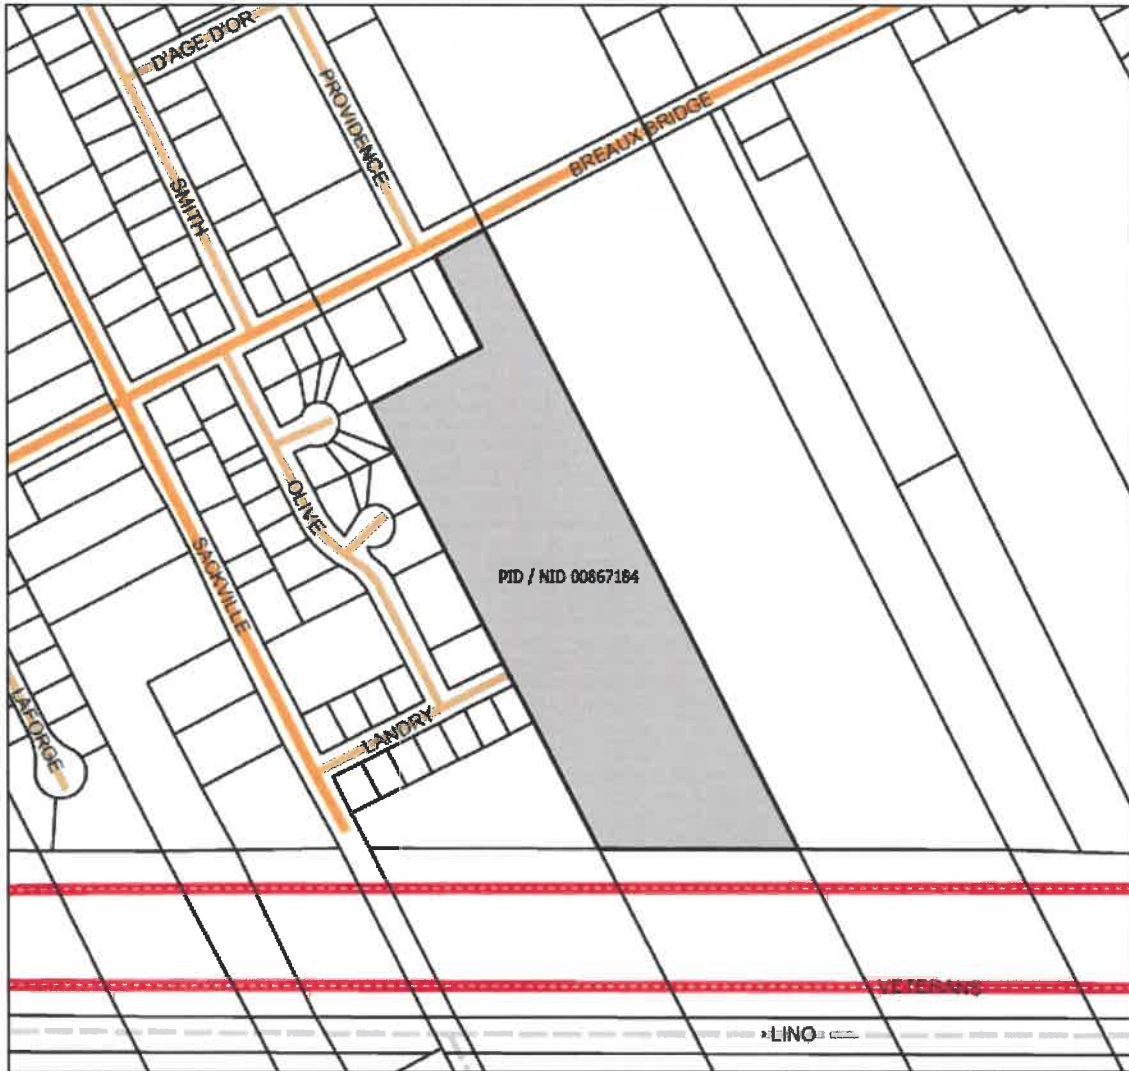 D'AGE D'OR
PROVIDENCE
BREAUX BRIDGE
SMITH
OLIVE
SACKVILLE
PID / NID 00867184
LAFORGE
LANDRY
VETERANS
LINO